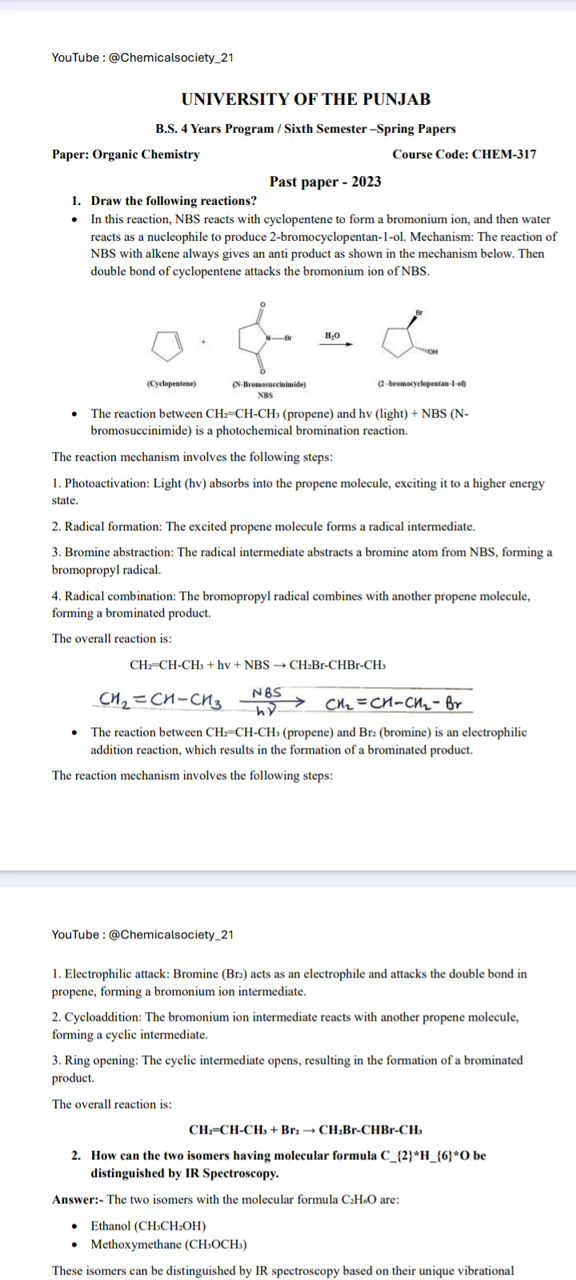 YouTube : @Chemicalsociety_21
UNIVERSITY OF THE PUNJAB
B.S. 4 Years Program / Sixth Semester –Spring Papers
Paper: Organic Chemistry Course Code: CHEM-317
Past paper - 2023
1. Draw the following reactions?
• In this reaction, NBS reacts with cyclopentene to form a bromonium ion, and then water
reacts as a nucleophile to produce 2-bromocyclopentan-1-ol. Mechanism: The reaction of
NBS with alkene always gives an anti product as shown in the mechanism below. Then
double bond of cyclopentene attacks the bromonium ion of NBS.
O Br
+ N—Br H₂O
OH
O
(Cyclopentene) (N-Bromosuccinimide) (2-bromocyclopentan-1-ol)
NBS
• The reaction between CH₂=CH-CH₃ (propene) and hv (light) + NBS (N-
bromosuccinimide) is a photochemical bromination reaction.
The reaction mechanism involves the following steps:
1. Photoactivation: Light (hv) absorbs into the propene molecule, exciting it to a higher energy
state.
2. Radical formation: The excited propene molecule forms a radical intermediate.
3. Bromine abstraction: The radical intermediate abstracts a bromine atom from NBS, forming a
bromopropyl radical.
4. Radical combination: The bromopropyl radical combines with another propene molecule,
forming a brominated product.
The overall reaction is:
CH₂=CH-CH₃ + hv + NBS → CH₂Br-CHBr-CH₃
CH₂=CH-CH₃ NBS hν → CH₂=CH-CH₂-Br
• The reaction between CH₂=CH-CH₃ (propene) and Br₂ (bromine) is an electrophilic
addition reaction, which results in the formation of a brominated product.
The reaction mechanism involves the following steps:
YouTube : @Chemicalsociety_21
1. Electrophilic attack: Bromine (Br₂) acts as an electrophile and attacks the double bond in
propene, forming a bromonium ion intermediate.
2. Cycloaddition: The bromonium ion intermediate reacts with another propene molecule,
forming a cyclic intermediate.
3. Ring opening: The cyclic intermediate opens, resulting in the formation of a brominated
product.
The overall reaction is:
CH₂=CH-CH₃ + Br₂ → CH₂Br-CHBr-CH₃
2. How can the two isomers having molecular formula C_{2}*H_{6}*O be
distinguished by IR Spectroscopy.
Answer:- The two isomers with the molecular formula C₂H₆O are:
• Ethanol (CH₃CH₂OH)
• Methoxymethane (CH₃OCH₃)
These isomers can be distinguished by IR spectroscopy based on their unique vibrational